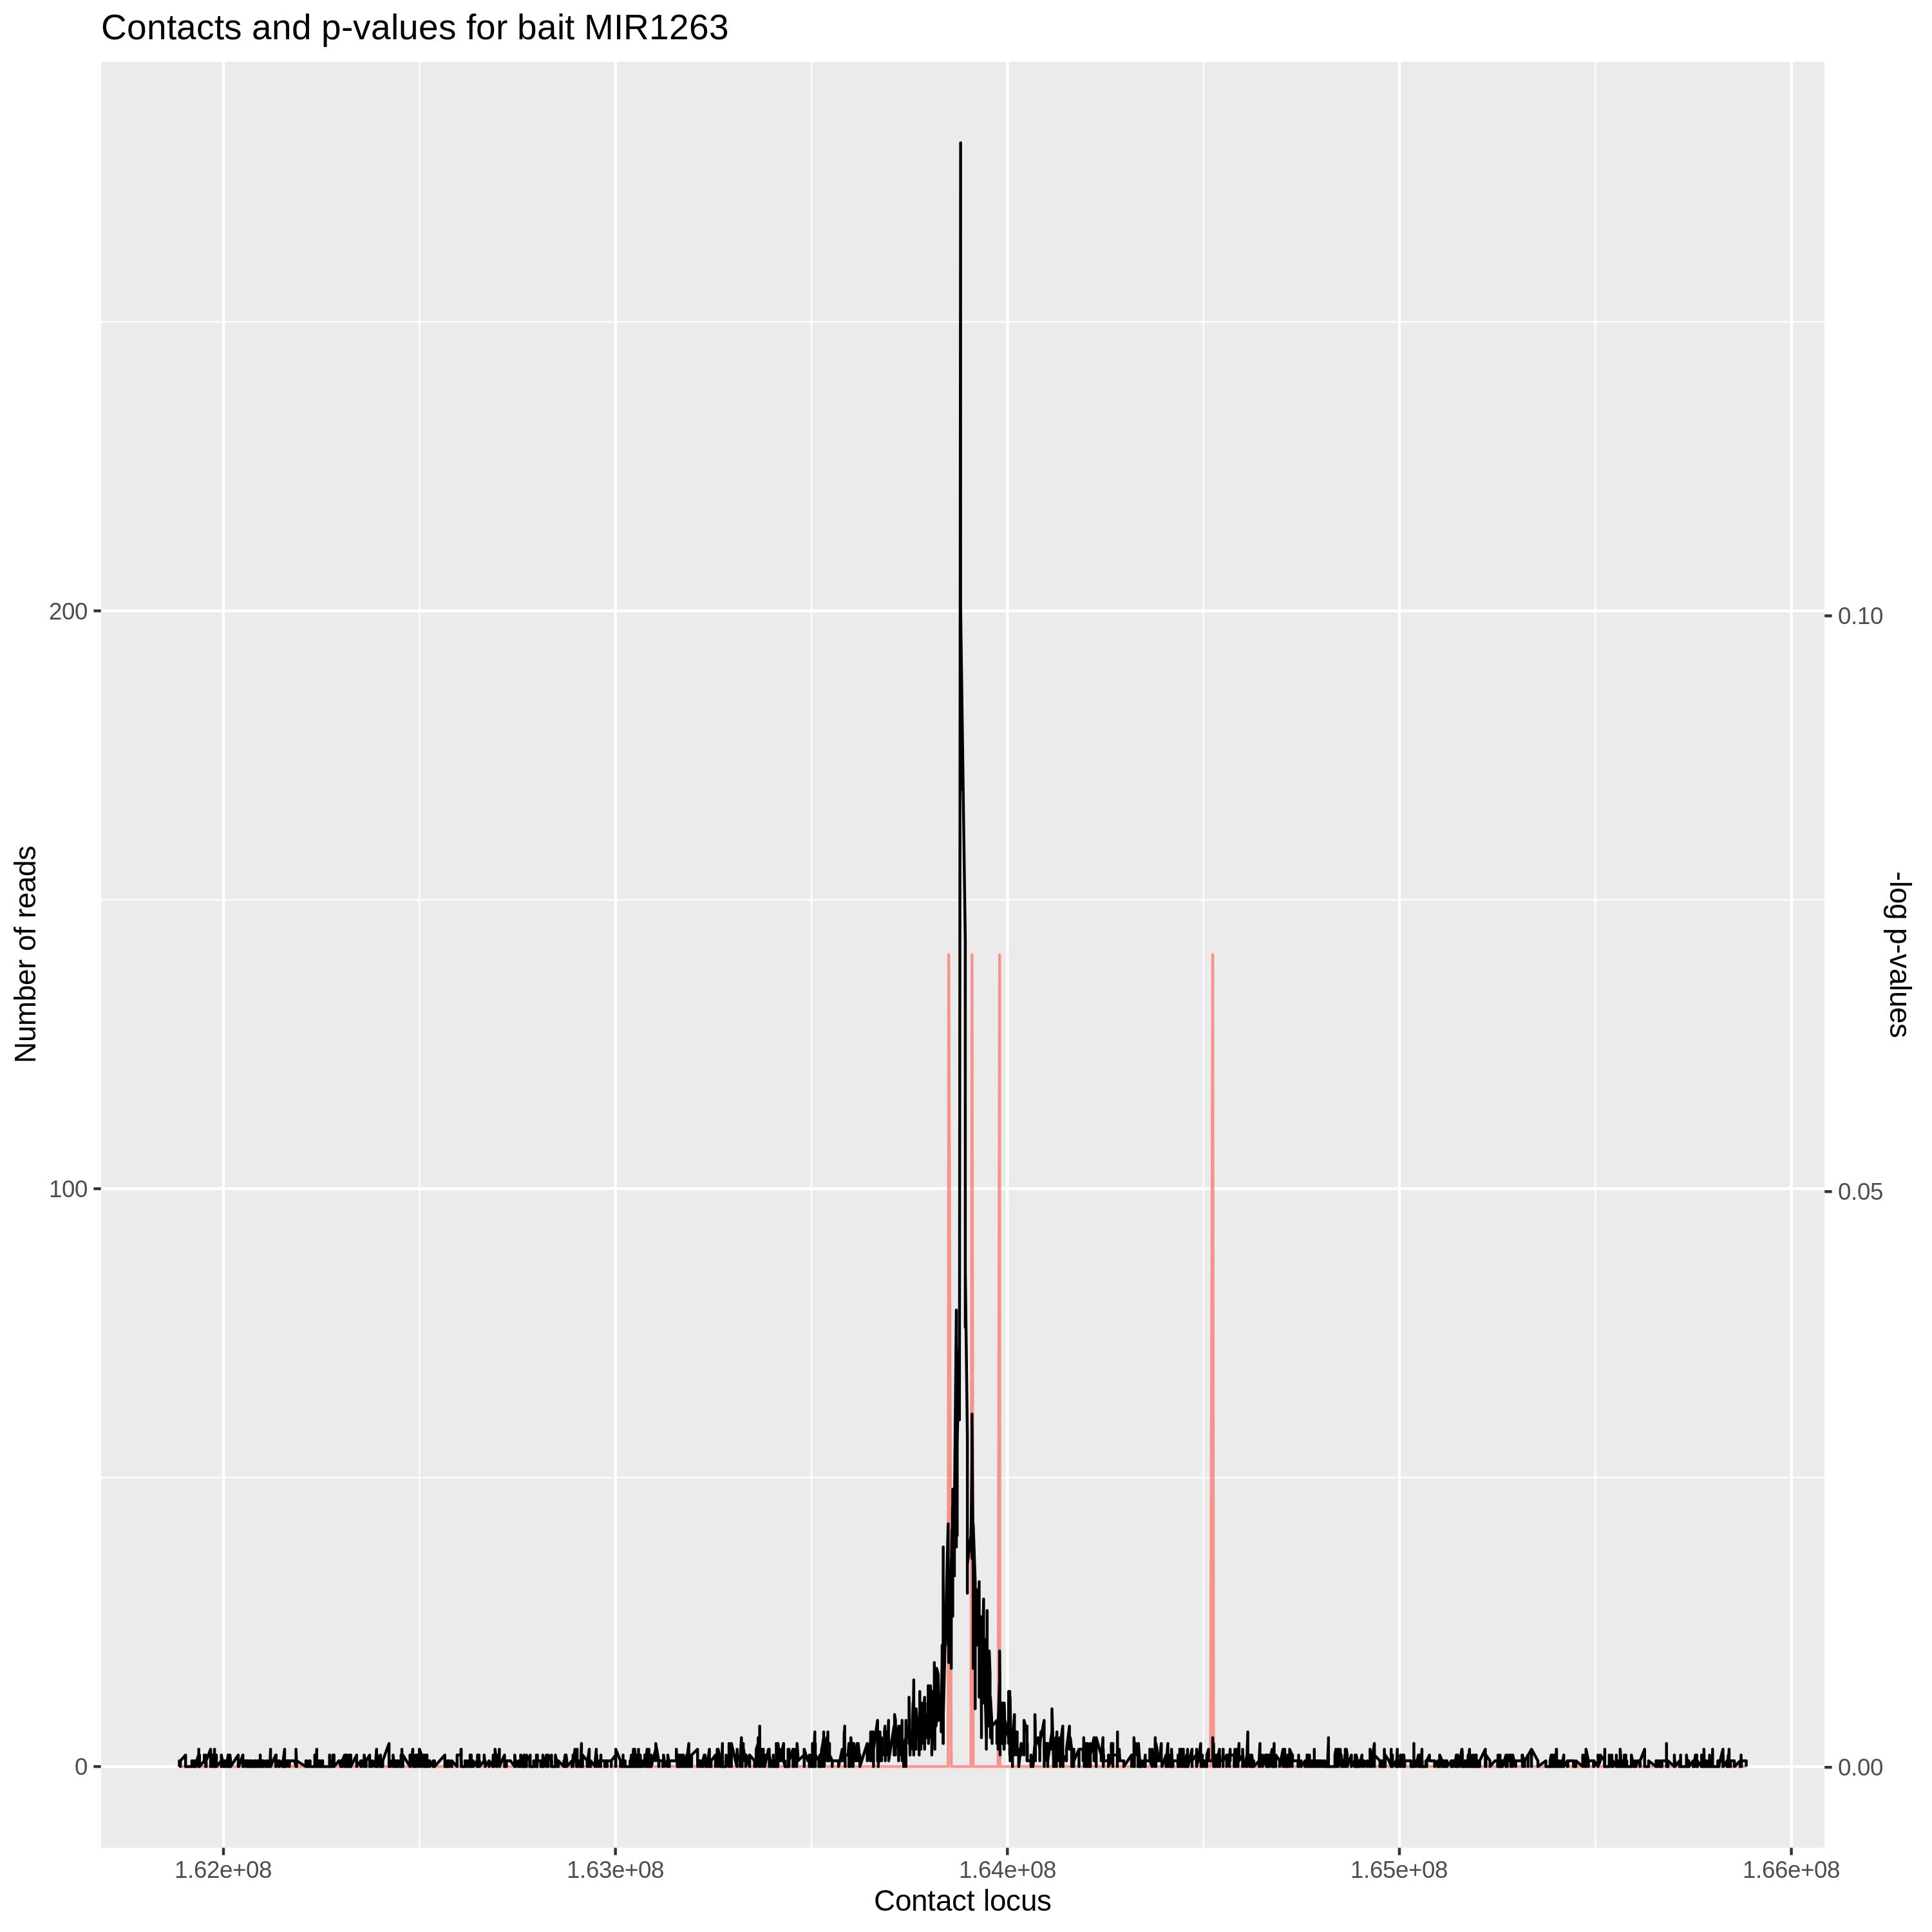 Contacts and p-values for bait MIR1263
Number of reads
200
100
0
0.10
0.05
0.00
-log p-values
1.62e+08 1.63e+08 1.64e+08 1.65e+08 1.66e+08
Contact locus